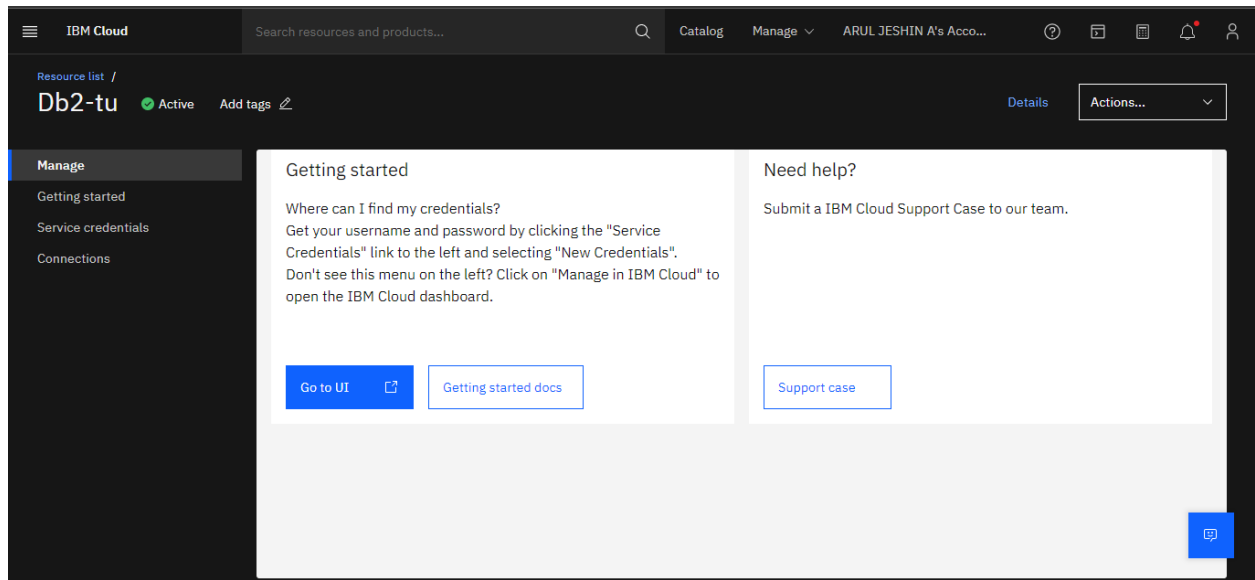 IBM Cloud
Search resources and products...
Catalog
Manage
ARUL JESHIN A's Acco...
Resource list /
Db2-tu
Active
Add tags
Details
Actions...
Manage
Getting started
Service credentials
Connections
Getting started
Where can I find my credentials?
Get your username and password by clicking the "Service
Credentials" link to the left and selecting "New Credentials".
Don't see this menu on the left? Click on "Manage in IBM Cloud" to
open the IBM Cloud dashboard.
Go to UI
Getting started docs
Need help?
Submit a IBM Cloud Support Case to our team.
Support case